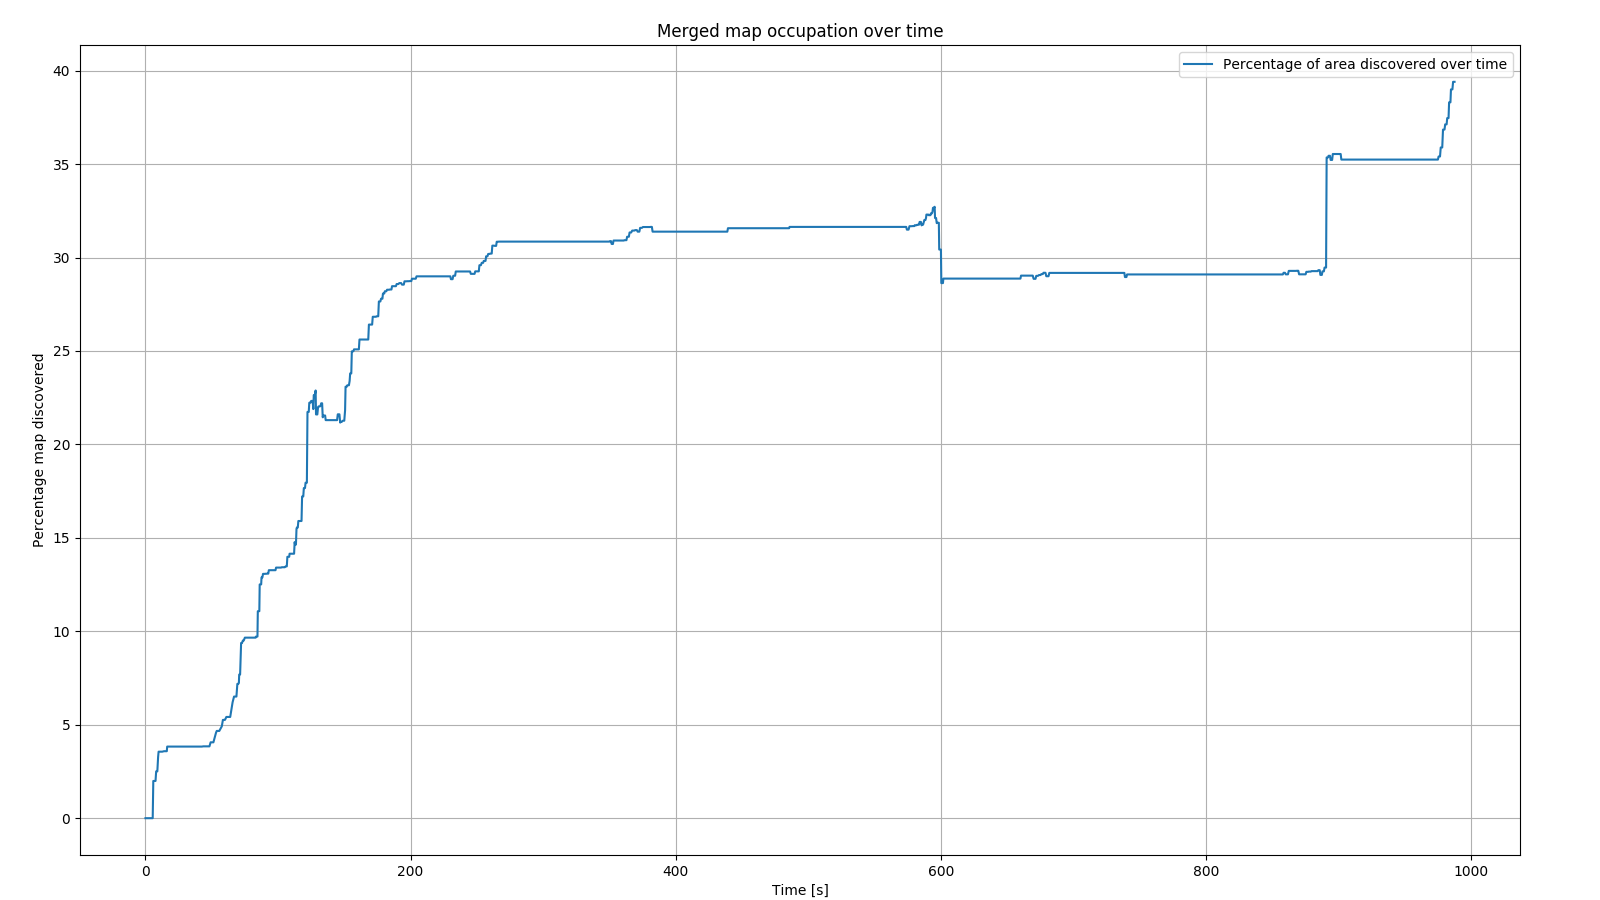 Merged map occupation over time
Percentage of area discovered over time
40
35
30
25
20
15
10
5
0
Percentage map discovered
0 200 400 600 800 1000
Time [s]